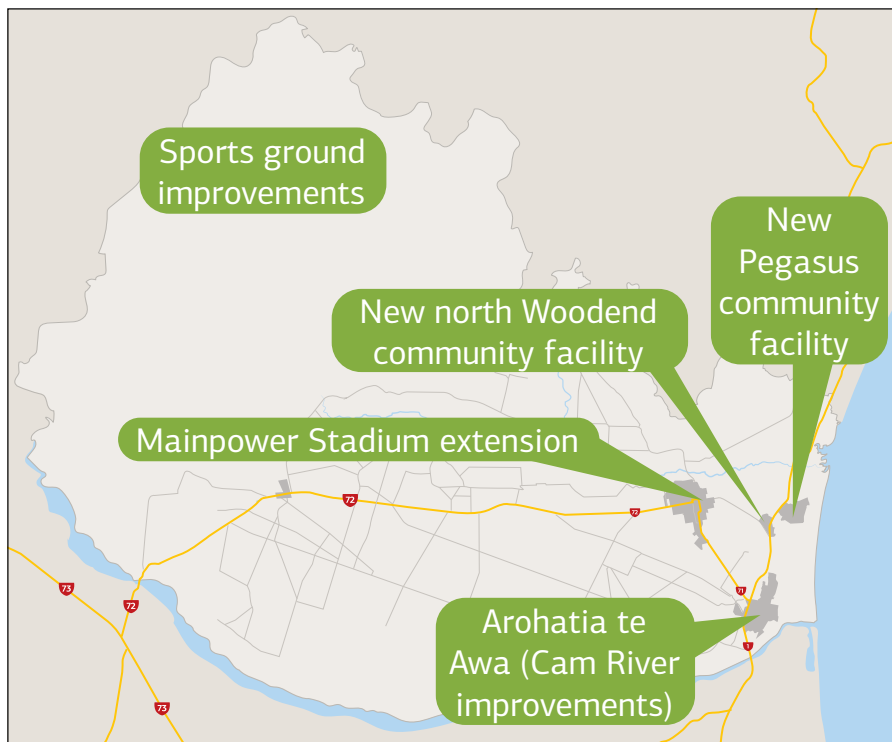 Sports ground
improvements
New
Pegasus
community
facility
New north Woodend
community facility
Mainpower Stadium extension
72
72
71
73
72
Arohatia te
Awa (Cam River
improvements)
1
73